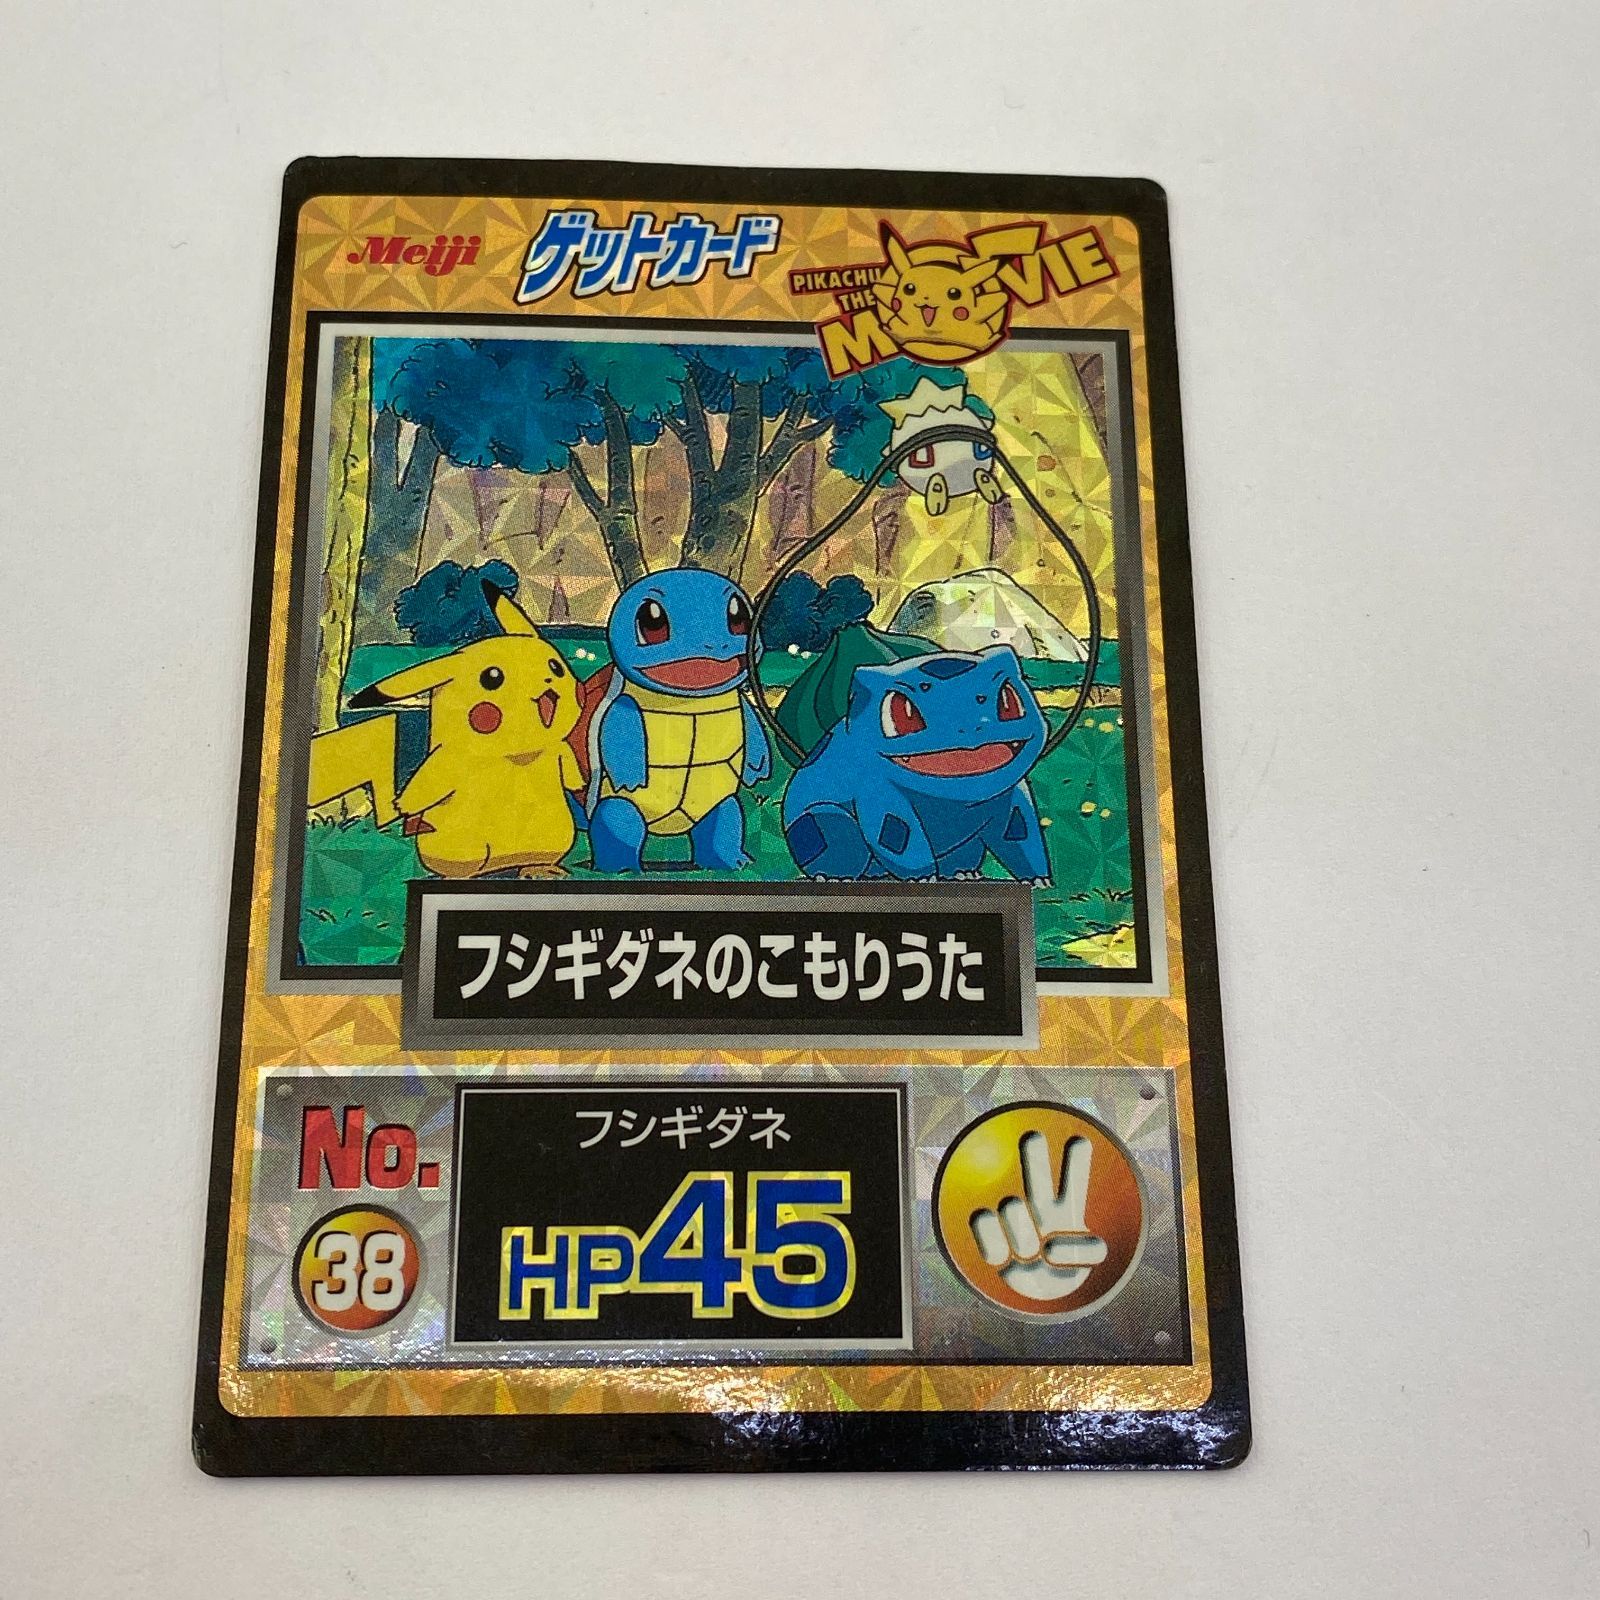 Meiji
ゲットカード
PIKACHU
THE
MOVIE
フシギダネのこもりうた
No.
38
フシギダネ
HP45